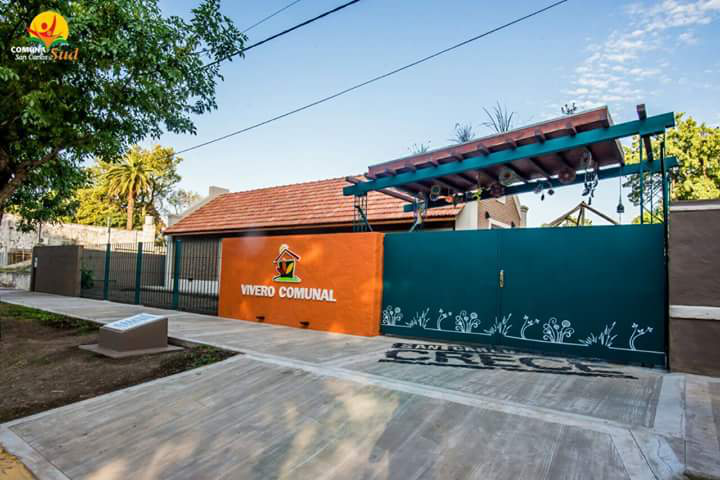 COMUNA
San Carlos Sud
VIVERO COMUNAL
CRECE